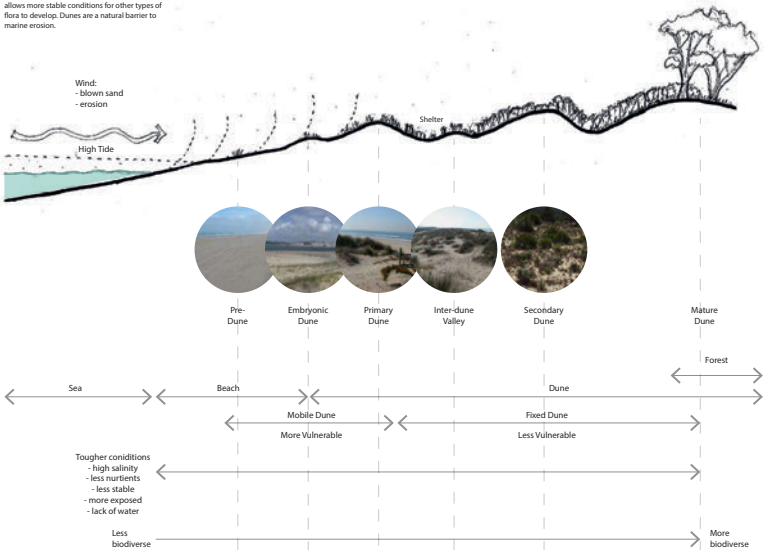 allows more stable conditions for other types of
flora to develop. Dunes are a natural barrier to
marine erosion.
Wind:
- blown sand
- erosion
High Tide
Shelter
Pre-
Dune
Embryonic
Dune
Primary
Dune
Inter-dune
Valley
Secondary
Dune
Mature
Dune
Forest
Sea
Beach
Dune
Mobile Dune
Fixed Dune
More Vulnerable
Less Vulnerable
Tougher coniditions
- high salinity
- less nurtients
- less stable
- more exposed
- lack of water
Less
biodiverse
More
biodiverse